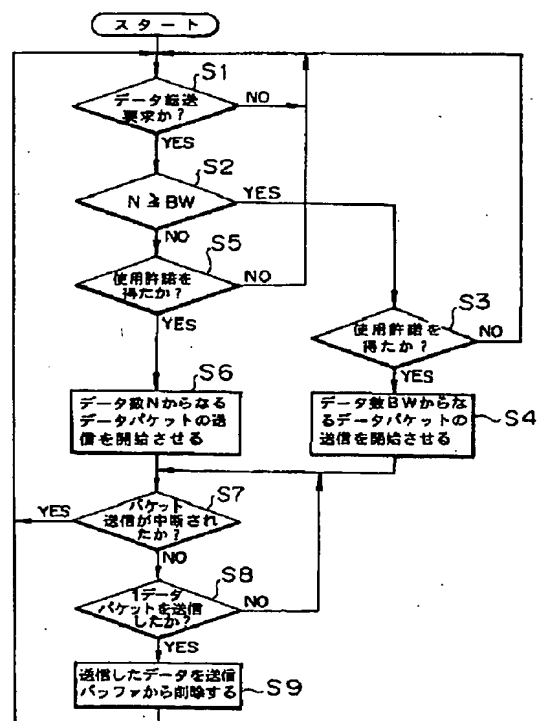 スタート
S1
データ転送
要求か?
NO
YES
S2
N≧BW
YES
NO
S5
使用許諾を
得たか?
NO
YES
S3
使用許諾を
得たか?
NO
YES
S6
データ数Nからなる
データパケットの送
信を開始させる
データ数BWからな
るデータパケットの
送信を開始させる
S4
S7
パケット
送信が中断され
たか?
YES
NO
S8
1データ
パケットを送信
したか?
NO
YES
送信したデータを送信
バッファから削除する
S9